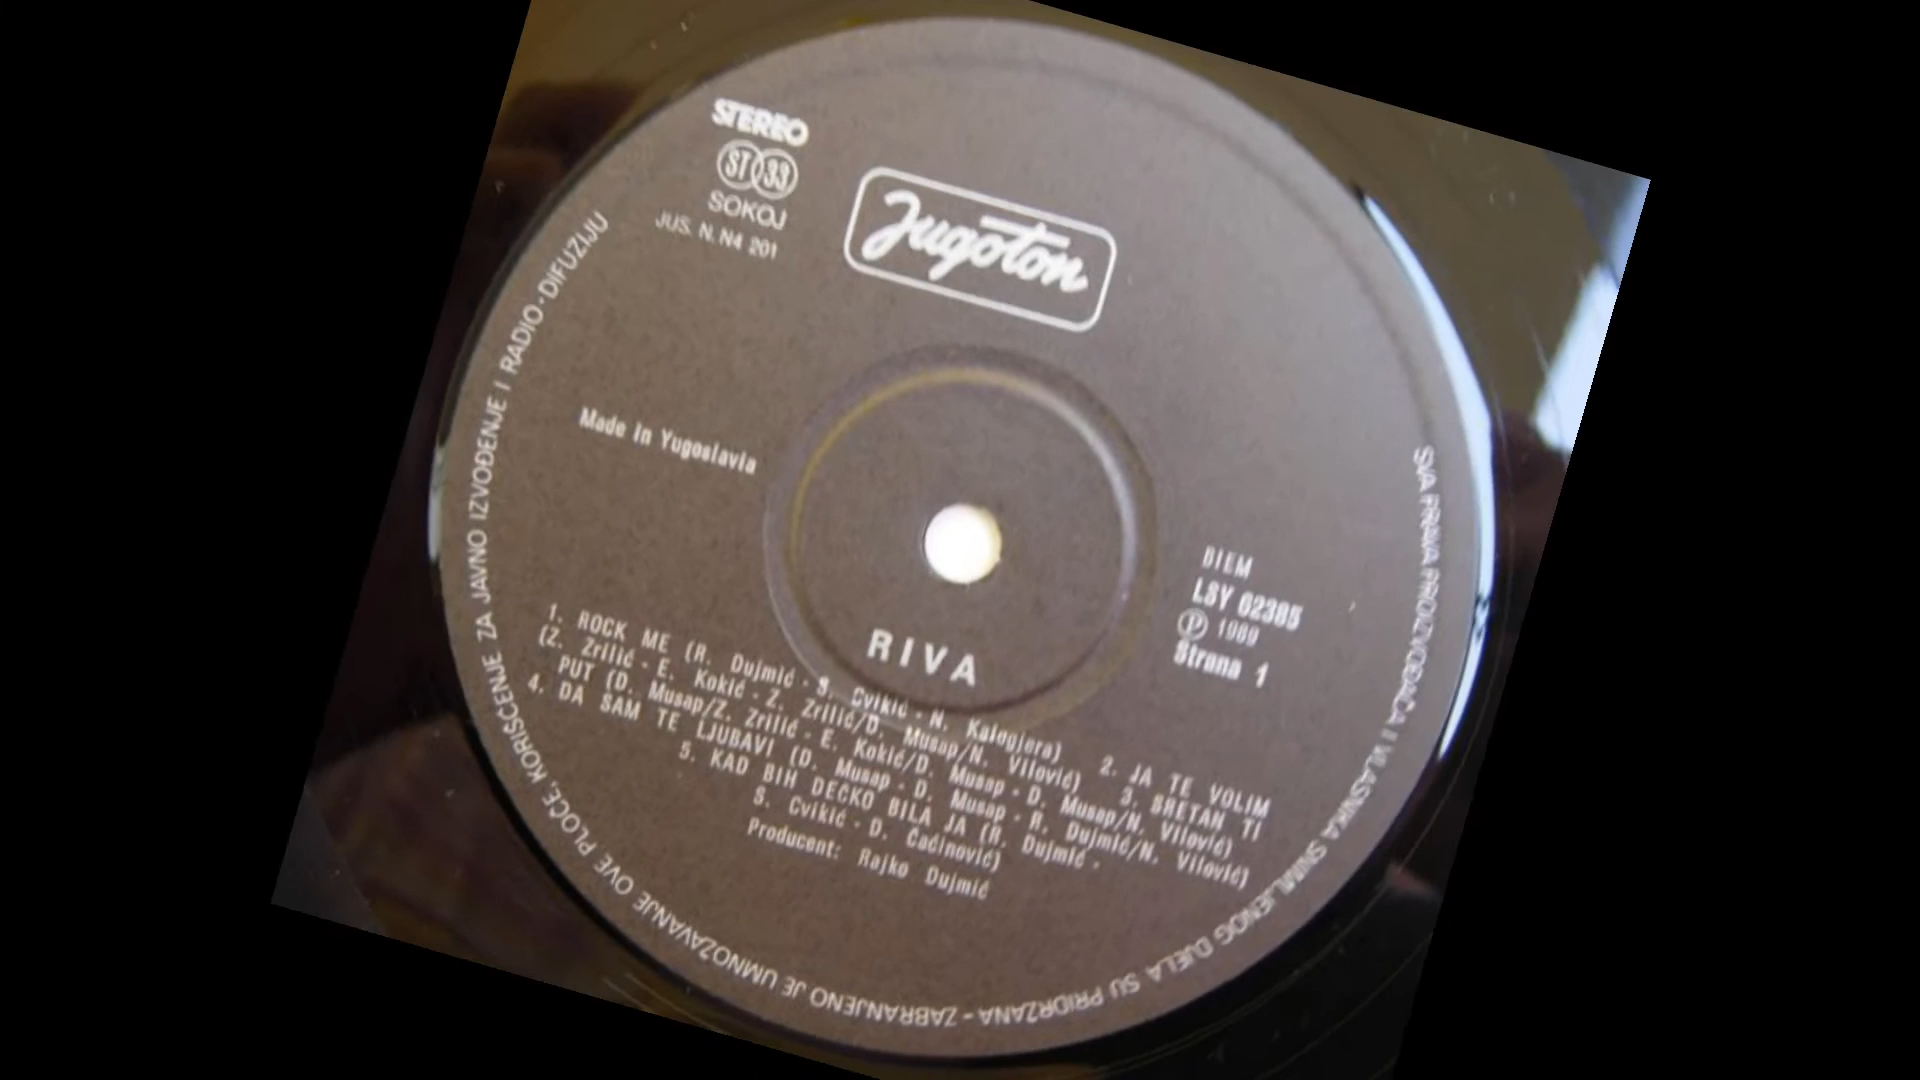 STEREO
ST 33
SOKOJ
JUS. N. N4 201
Jugoton
Made in Yugoslavia
BIEM
LSY 62385
Ⓟ 1989
Strana 1
RIVA
1. ROCK ME (R. Dujmić - S. Cvikić - N. Kalogjera) 2. JA TE VOLIM
(Z. Zrilić - E. Kokić - Z. Zrilić/D. Musap/N. Vilović) 3. SRETAN TI
PUT (D. Musap/Z. Zrilić - E. Kokić/D. Musap - D. Musap/N. Vilović)
4. DA SAM TE LJUBAVI (D. Musap - D. Musap - R. Dujmić/N. Vilović)
5. KAD BIH DEČKO BILA JA (R. Dujmić -
S. Cvikić - D. Ćaćinović)
Producent: Rajko Dujmić
SVA PRAVA PROIZVOĐAČA I VLASNIKA SNIMLJENOG DJELA SU PRIDRŽANA - ZABRANJENO JE UMNOŽAVANJE OVE PLOČE, KORIŠĆENJE ZA JAVNO IZVOĐENJE I RADIO-DIFUZIJU